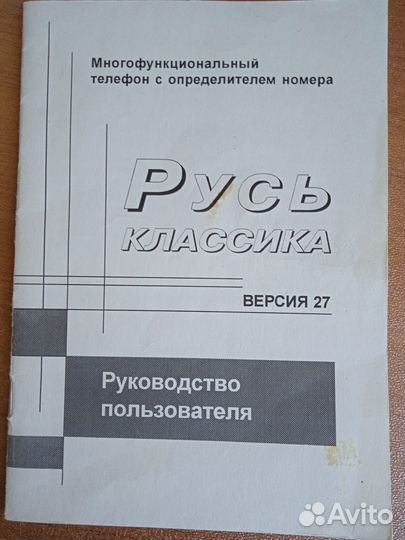 Многофункциональный
телефон с определителем номера
РУСЬ
КЛАССИКА
ВЕРСИЯ 27
Руководство
пользователя
Avito